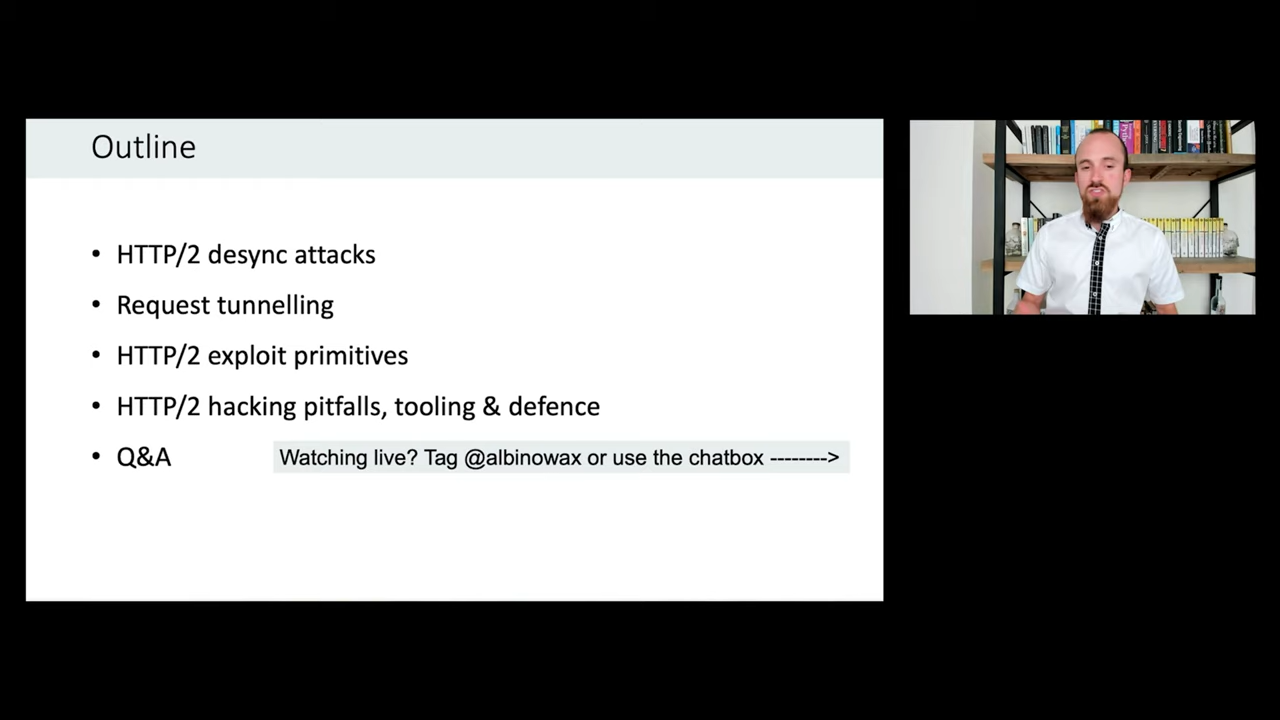 Outline
• HTTP/2 desync attacks
• Request tunnelling
• HTTP/2 exploit primitives
• HTTP/2 hacking pitfalls, tooling & defence
• Q&A
Watching live? Tag @albinowax or use the chatbox -------->